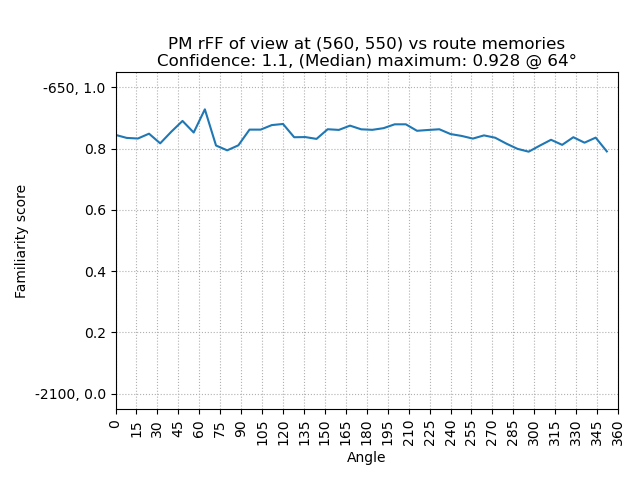 PM rFF of view at (560, 550) vs route memories
Confidence: 1.1, (Median) maximum: 0.928 @ 64°
-650, 1.0
0.8
0.6
0.4
0.2
-2100, 0.0
Familiarity score
0 15 30 45 60 75 90 105 120 135 150 165 180 195 210 225 240 255 270 285 300 315 330 345 360
Angle